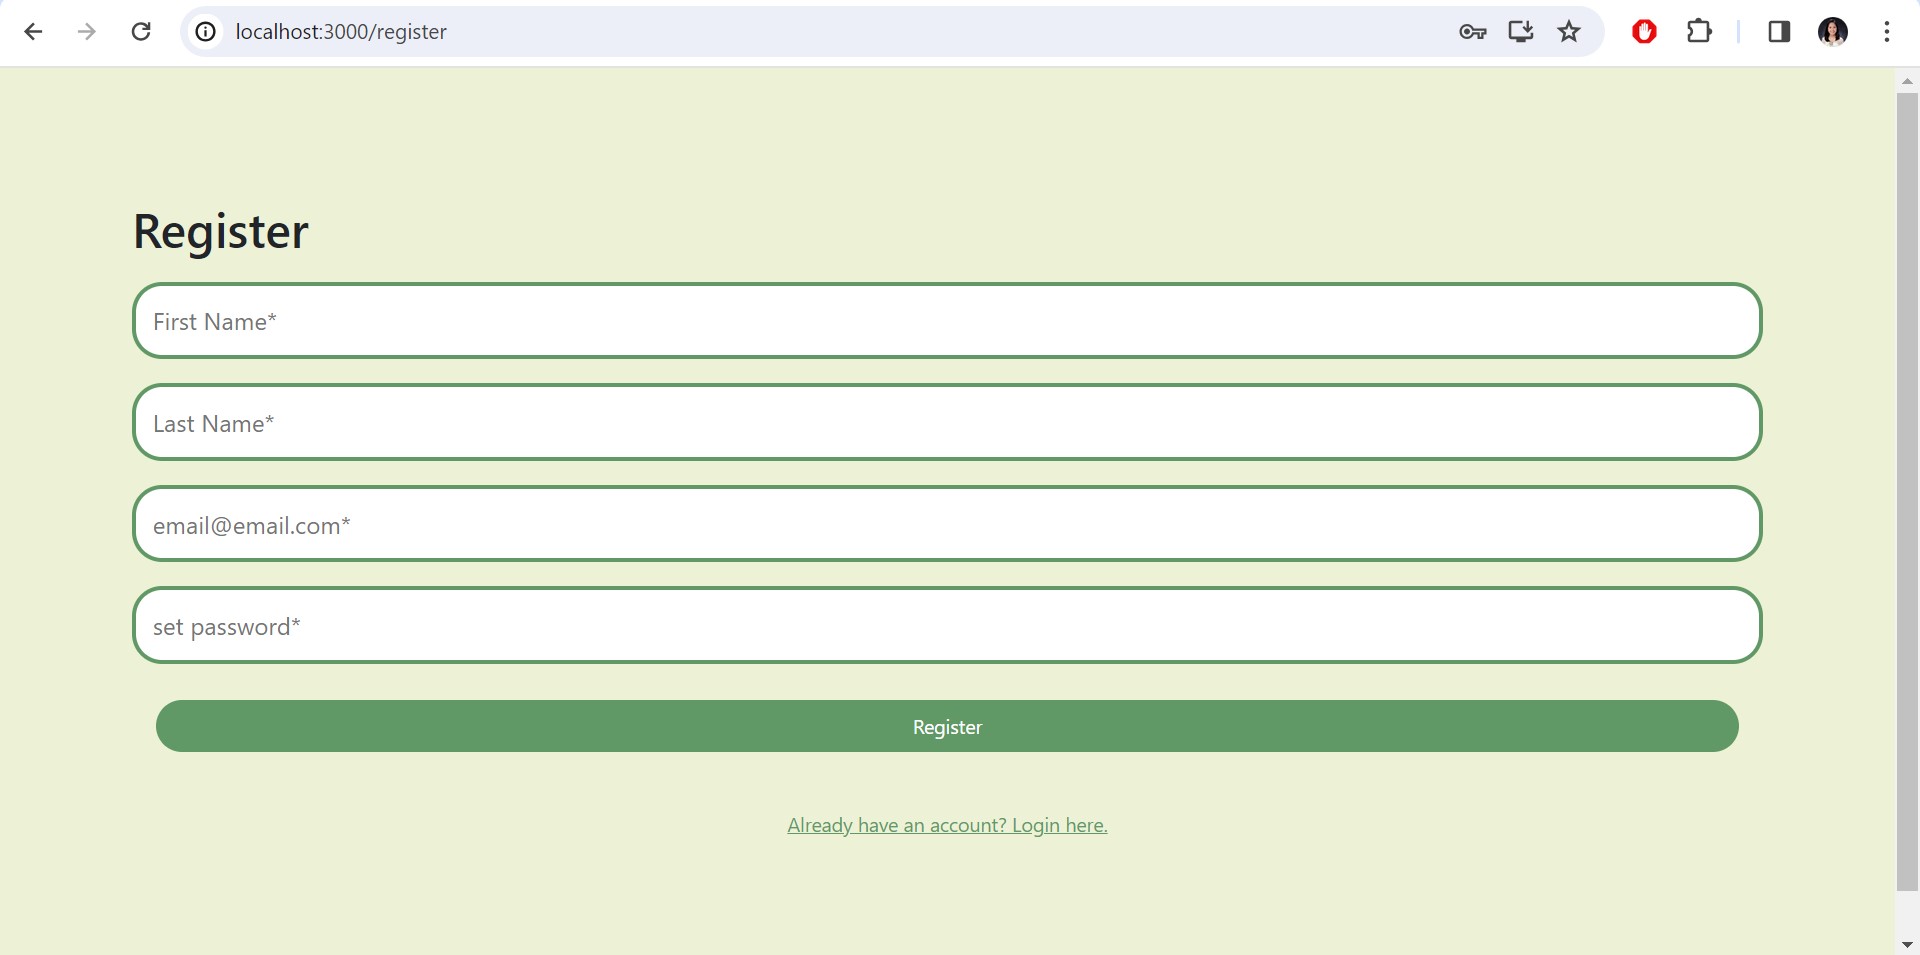 localhost:3000/register
Register
First Name*
Last Name*
email@email.com*
set password*
Register
Already have an account? Login here.